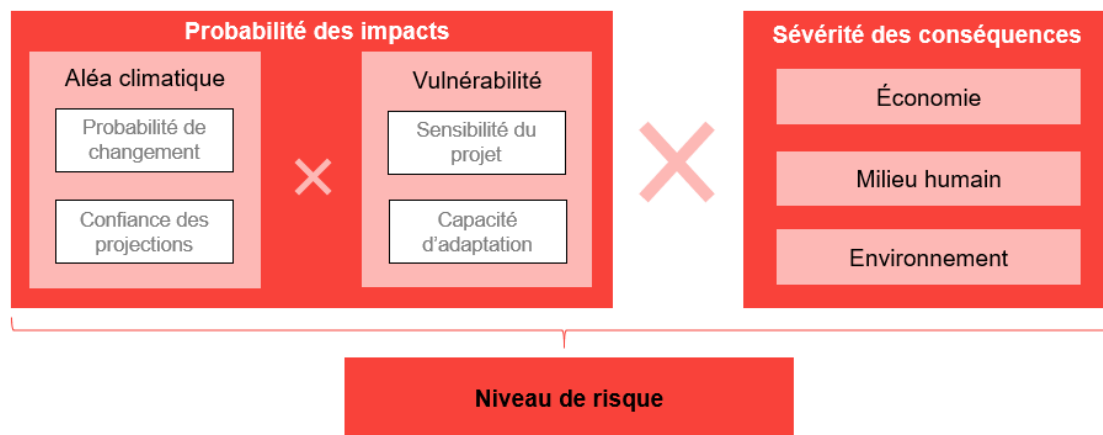 Probabilité des impacts
Aléa climatique
Probabilité de
changement
Confiance des
projections
×
Vulnérabilité
Sensibilité du
projet
Capacité
d'adaptation
×
Sévérité des conséquences
Économie
Milieu humain
Environnement
Niveau de risque